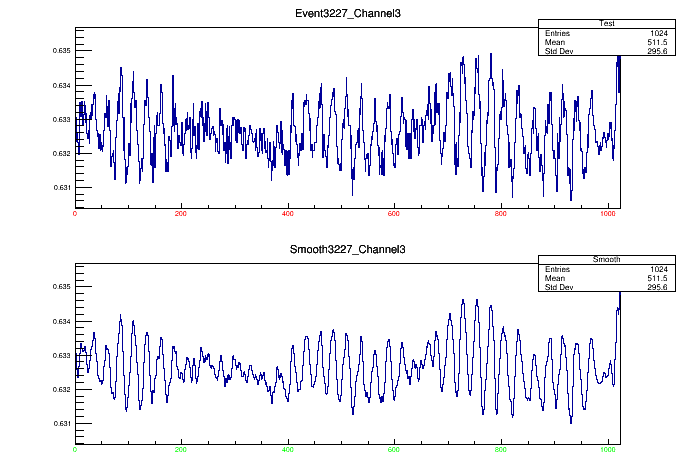 Event3227_Channel3
Test
Entries 1024
Mean 511.5
Std Dev 295.6
0.635
0.634
0.633
0.632
0.631
0 200 400 600 800 1000
Smooth3227_Channel3
Smooth
Entries 1024
Mean 511.5
Std Dev 295.6
0.635
0.634
0.633
0.632
0.631
0 200 400 600 800 1000